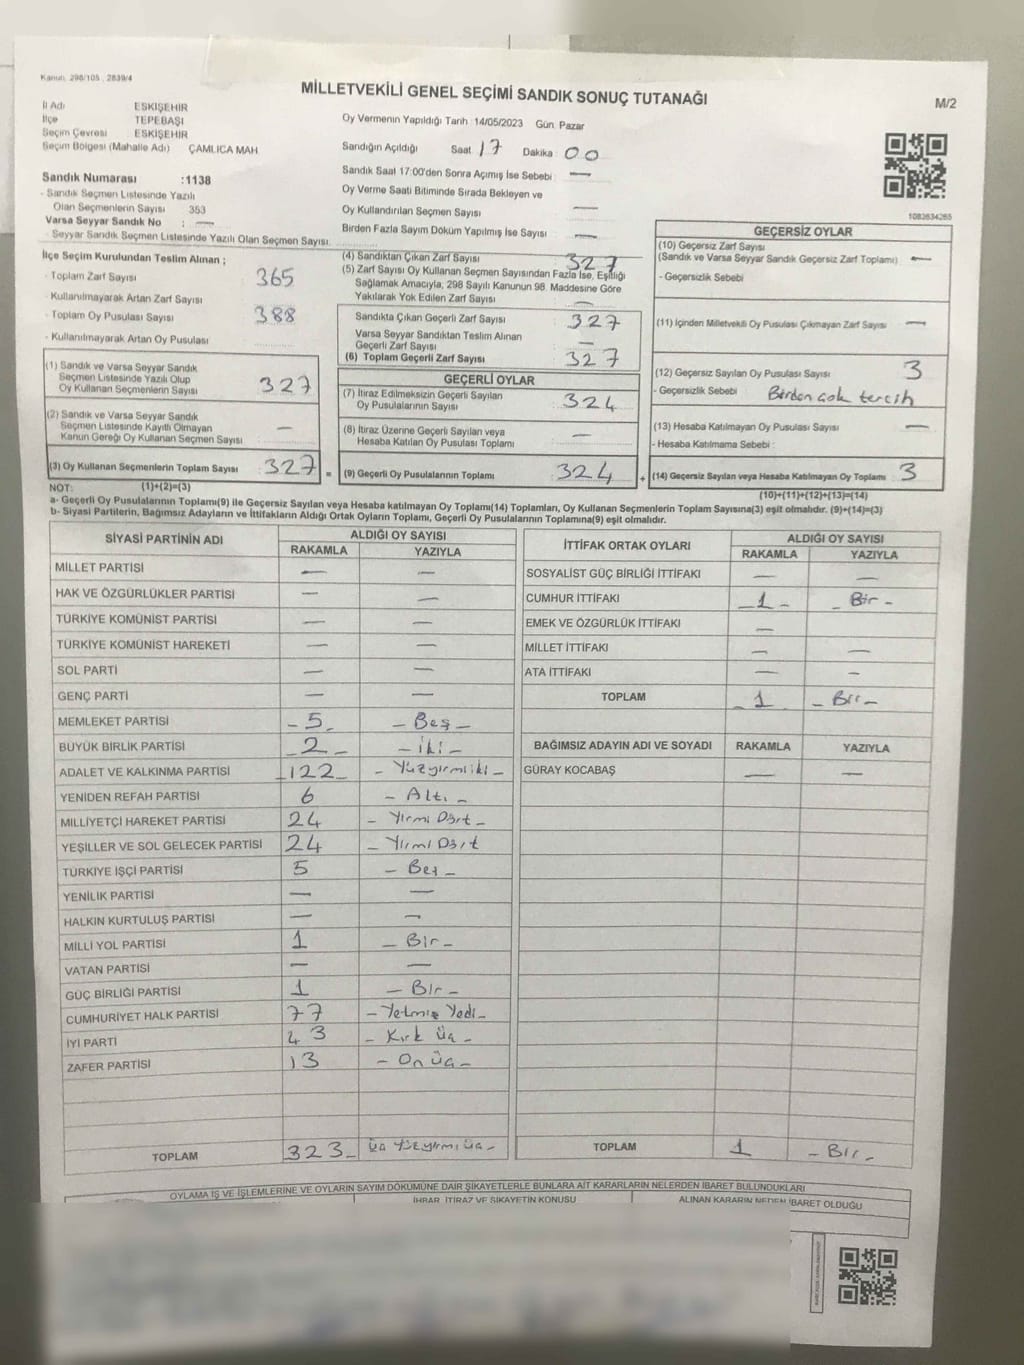 Kanun: 298/105 , 2839/4
MİLLETVEKİLİ GENEL SEÇİMİ SANDIK SONUÇ TUTANAĞI
M/2
İl Adı ESKİŞEHİR
İlçe TEPEBAŞI
Seçim Çevresi : ESKİŞEHİR
Seçim Bölgesi (Mahalle Adı) ÇAMLICA MAH.
Sandık Numarası :1138
- Sandık Seçmen Listesinde Yazılı
Olan Seçmenlerin Sayısı 353
Varsa Seyyar Sandık No : —
- Seyyar Sandık Seçmen Listesinde Yazılı Olan Seçmen Sayısı:
Oy Vermenin Yapıldığı Tarih :14/05/2023 Gün: Pazar
Sandığın Açıldığı Saat 17 Dakika 00
Sandık Saat 17:00'den Sonra Açımış İse Sebebi : —
Oy Verme Saati Bitiminde Sırada Bekleyen ve
Oy Kullandırılan Seçmen Sayısı —
Birden Fazla Sayım Döküm Yapılmış İse Sayısı —
1083634265
İlçe Seçim Kurulundan Teslim Alınan ;
- Toplam Zarf Sayısı 365
- Kullanılmayarak Artan Zarf Sayısı
- Toplam Oy Pusulası Sayısı 388
- Kullanılmayarak Artan Oy Pusulası
(1) Sandık ve Varsa Seyyar Sandık
Seçmen Listesinde Yazılı Olup
Oy Kullanan Seçmenlerin Sayısı 327
(2) Sandık ve Varsa Seyyar Sandık
Seçmen Listesinde Kayıtlı Olmayan
Kanun Gereği Oy Kullanan Seçmen Sayısı —
(3) Oy Kullanan Seçmenlerin Toplam Sayısı 327 =
(4) Sandıktan Çıkan Zarf Sayısı 327
(5) Zarf Sayısı Oy Kullanan Seçmen Sayısından Fazla İse, Eşitliği
Sağlamak Amacıyla, 298 Sayılı Kanunun 98. Maddesine Göre
Yakılarak Yok Edilen Zarf Sayısı —
Sandıkta Çıkan Geçerli Zarf Sayısı 327
Varsa Seyyar Sandıktan Teslim Alınan
Geçerli Zarf Sayısı —
(6) Toplam Geçerli Zarf Sayısı 327
GEÇERLİ OYLAR
(7) İtiraz Edilmeksizin Geçerli Sayılan
Oy Pusulalarının Sayısı 324
(8) İtiraz Üzerine Geçerli Sayılan veya
Hesaba Katılan Oy Pusulası Toplamı —
(9) Geçerli Oy Pusulalarının Toplamı 324 +
GEÇERSİZ OYLAR
(10) Geçersiz Zarf Sayısı
(Sandık ve Varsa Seyyar Sandık Geçersiz Zarf Toplamı) —
- Geçersizlik Sebebi
(11) İçinden Milletvekili Oy Pusulası Çıkmayan Zarf Sayısı —
(12) Geçersiz Sayılan Oy Pusulası Sayısı 3
- Geçersizlik Sebebi Birden çok tercih
(13) Hesaba Katılmayan Oy Pusulası Sayısı —
- Hesaba Katılmama Sebebi :
(14) Geçersiz Sayılan veya Hesaba Katılmayan Oy Toplamı 3
NOT: (1)+(2)=(3) (10)+(11)+(12)+(13)=(14)
a- Geçerli Oy Pusulalarının Toplamı(9) ile Geçersiz Sayılan veya Hesaba katılmayan Oy Toplamı(14) Toplamları, Oy Kullanan Seçmenlerin Toplam Sayısına(3) eşit olmalıdır. (9)+(14)=(3)
b- Siyasi Partilerin, Bağımsız Adayların ve İttifakların Aldığı Ortak Oyların Toplamı, Geçerli Oy Pusulalarının Toplamına(9) eşit olmalıdır.
SİYASİ PARTİNİN ADI ALDIĞI OY SAYISI
RAKAMLA YAZIYLA
MİLLET PARTİSİ — —
HAK VE ÖZGÜRLÜKLER PARTİSİ — —
TÜRKİYE KOMÜNİST PARTİSİ — —
TÜRKİYE KOMÜNİST HAREKETİ — —
SOL PARTİ — —
GENÇ PARTİ — —
MEMLEKET PARTİSİ -5- - Beş -
BÜYÜK BİRLİK PARTİSİ -2- - İki -
ADALET VE KALKINMA PARTİSİ -122- - Yüzyirmiiki -
YENİDEN REFAH PARTİSİ 6 - Altı -
MİLLİYETÇİ HAREKET PARTİSİ 24 - Yirmi Dört -
YEŞİLLER VE SOL GELECEK PARTİSİ 24 - Yirmi Dört
TÜRKİYE İŞÇİ PARTİSİ 5 - Beş -
YENİLİK PARTİSİ — —
HALKIN KURTULUŞ PARTİSİ — —
MİLLİ YOL PARTİSİ 1 - Bir -
VATAN PARTİSİ — —
GÜÇ BİRLİĞİ PARTİSİ 1 - Bir -
CUMHURİYET HALK PARTİSİ 77 - Yetmiş Yedi -
İYİ PARTİ 43 - Kırk Üç -
ZAFER PARTİSİ 13 - On Üç -
TOPLAM 323- Üç Yüzyirmi üç -
İTTİFAK ORTAK OYLARI ALDIĞI OY SAYISI
RAKAMLA YAZIYLA
SOSYALİST GÜÇ BİRLİĞİ İTTİFAKI — —
CUMHUR İTTİFAKI -1- - Bir -
EMEK VE ÖZGÜRLÜK İTTİFAKI —
MİLLET İTTİFAKI — —
ATA İTTİFAKI — —
TOPLAM -1 - Bir -
BAĞIMSIZ ADAYIN ADI VE SOYADI RAKAMLA YAZIYLA
GÜRAY KOCABAŞ — —
TOPLAM 1 - Bir -
OYLAMA İŞ VE İŞLEMLERİNE VE OYLARIN SAYIM DÖKÜMÜNE DAİR ŞİKAYETLERLE BUNLARA AİT KARARLARIN NELERDEN İBARET BULUNDUKLARI
İHBAR, İTİRAZ VE ŞİKAYETİN KONUSU ALINAN KARARIN NEDEN İBARET OLDUĞU